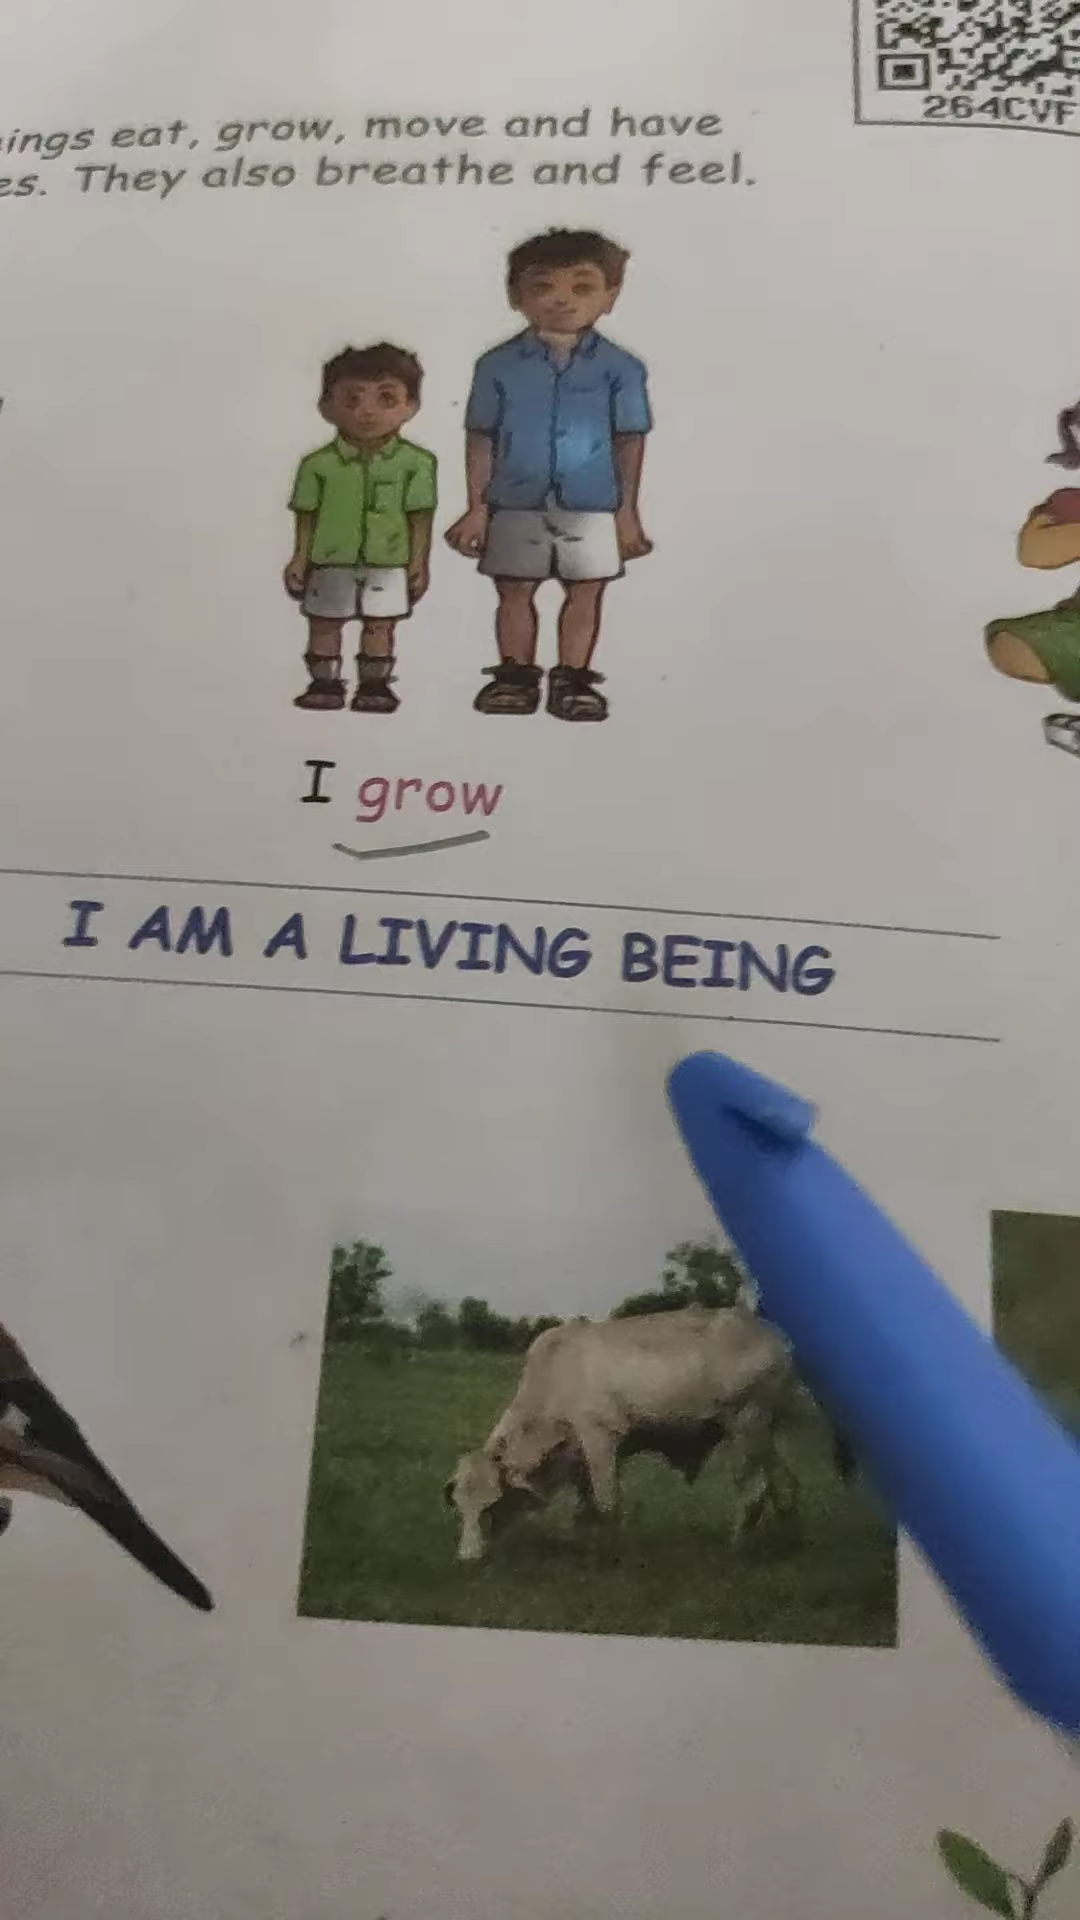 264CVF
eat, grow, move and have
They also breathe and feel.
I grow
I AM A LIVING BEING